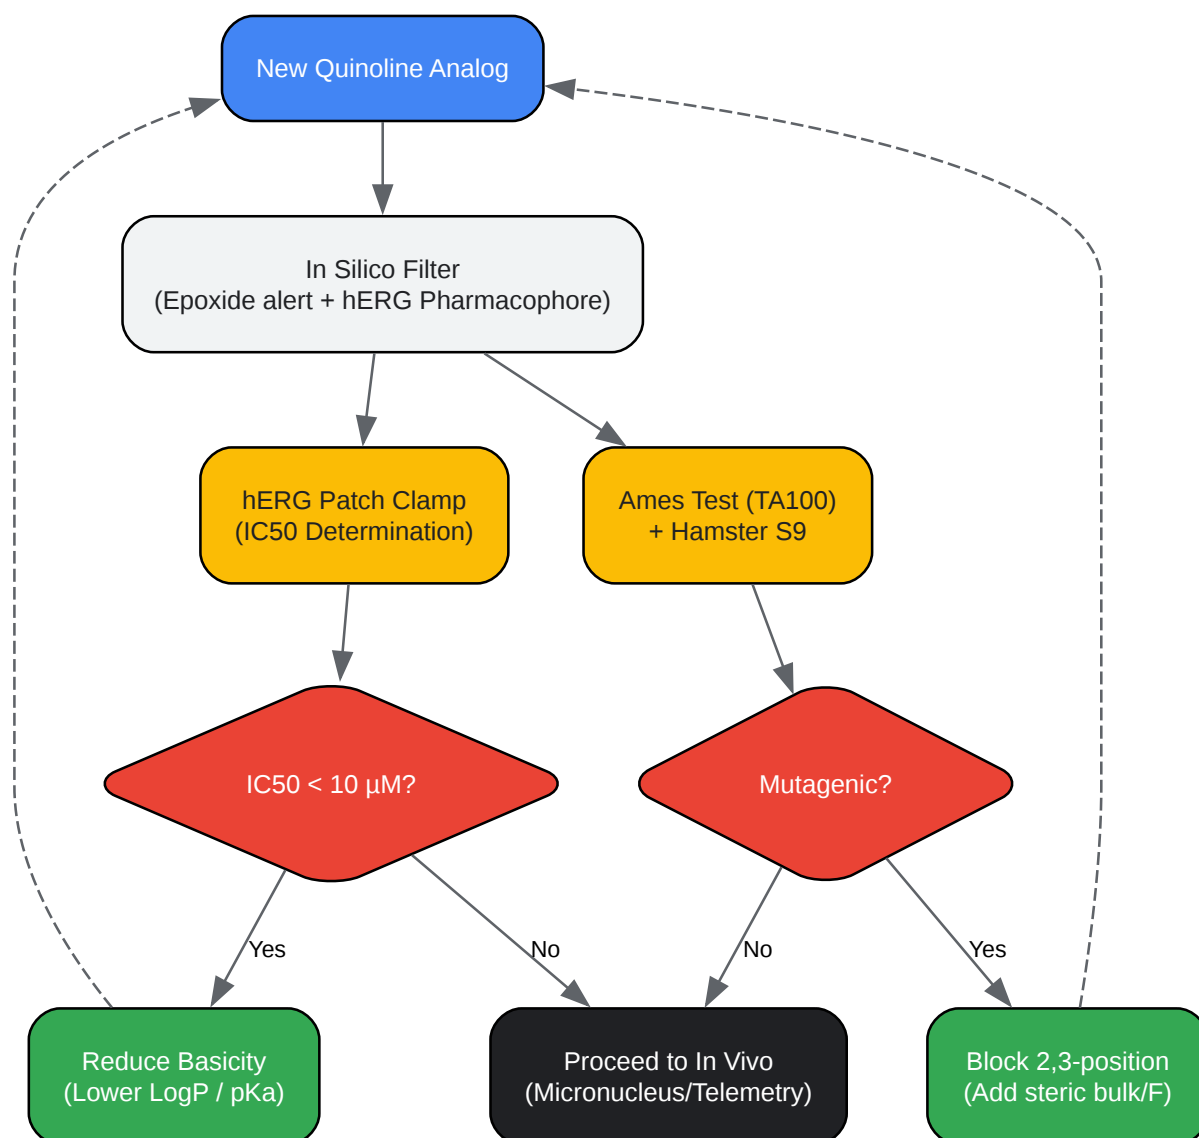 New Quinoline Analog
In Silico Filter
(Epoxide alert + hERG Pharmacophore)
hERG Patch Clamp
(IC50 Determination)
Ames Test (TA100)
+ Hamster S9
IC50 < 10 µM?
Mutagenic?
Yes
No
No
Yes
Reduce Basicity
(Lower LogP / pKa)
Proceed to In Vivo
(Micronucleus/Telemetry)
Block 2,3-position
(Add steric bulk/F)